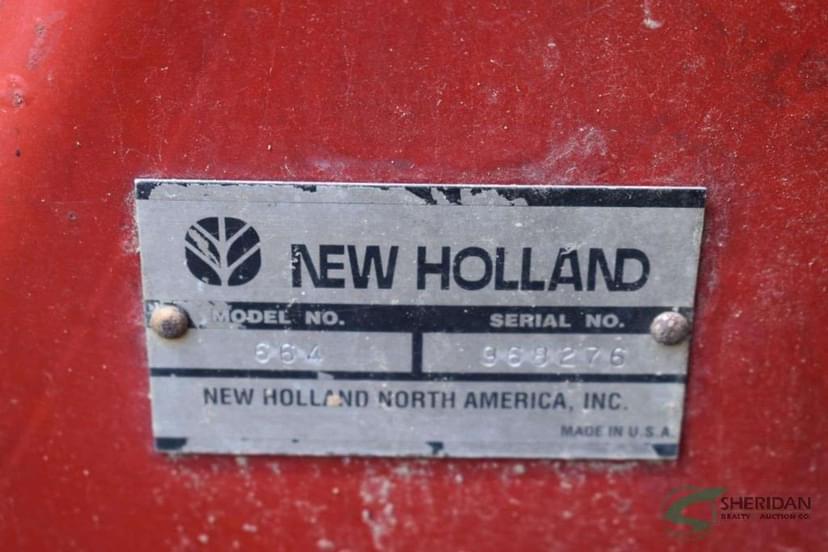 NEW HOLLAND
MODEL NO. SERIAL NO.
664 968276
NEW HOLLAND NORTH AMERICA, INC.
MADE IN U.S.A.
SHERIDAN
REALTY AUCTION CO.